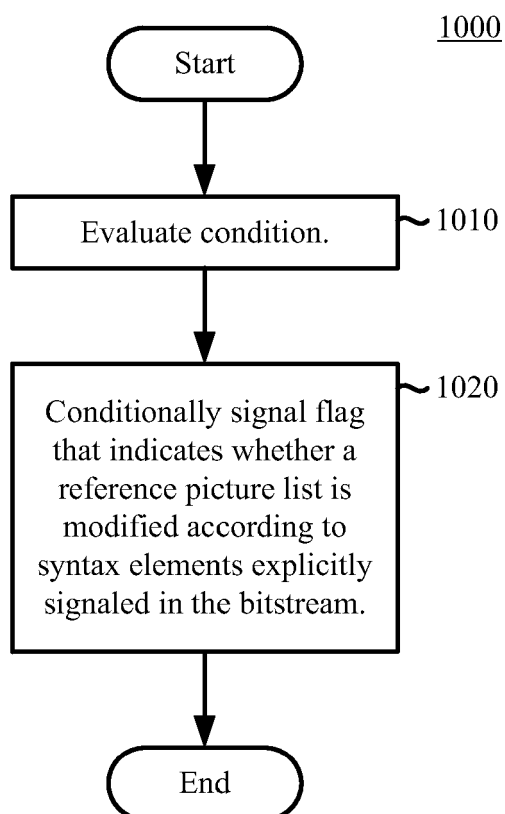 1000
Start
Evaluate condition.
1010
1020
Conditionally signal flag
that indicates whether a
reference picture list is
modified according to
syntax elements explicitly
signaled in the bitstream.
End